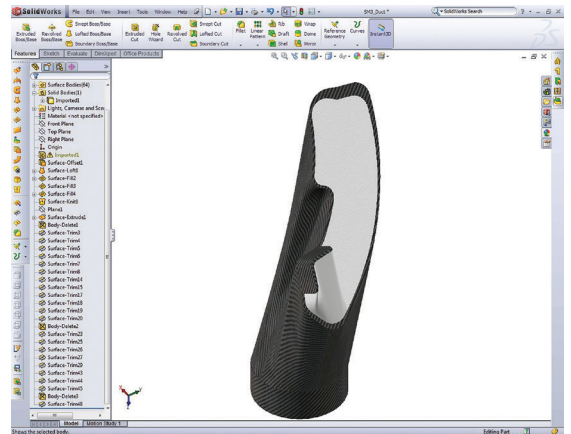 SolidWorks File Edit View Insert Tools Window Help SMG_Duct * SolidWorks Search
Extruded Boss/Base Revolved Boss/Base Swept Boss/Base Lofted Boss/Base Boundary Boss/Base Extruded Cut Hole Wizard Revolved Cut Swept Cut Lofted Cut Boundary Cut Fillet Linear Pattern Rib Draft Shell Wrap Dome Mirror Reference Geometry Curves Instant3D
Features Sketch Evaluate DimXpert Office Products
Surface Bodies(64)
Solid Bodies(1)
Imported1
Lights, Cameras and Scen
Material <not specified>
Front Plane
Top Plane
Right Plane
Origin
Imported1
Surface-Offset1
Surface-Loft1
Surface-Fill2
Surface-Fill3
Surface-Fill4
Surface-Knit1
Plane1
Surface-Extrude1
Body-Delete1
Surface-Trim3
Surface-Trim4
Surface-Trim5
Surface-Trim6
Surface-Trim7
Surface-Trim8
Surface-Trim14
Surface-Trim15
Surface-Trim17
Surface-Trim18
Surface-Trim19
Surface-Trim20
Body-Delete2
Surface-Trim23
Surface-Trim25
Surface-Trim26
Surface-Trim27
Surface-Trim29
Surface-Trim43
Surface-Trim44
Surface-Trim45
Body-Delete3
Surface-Trim48
Model Motion Study 1
Shows the selected body. Editing Part